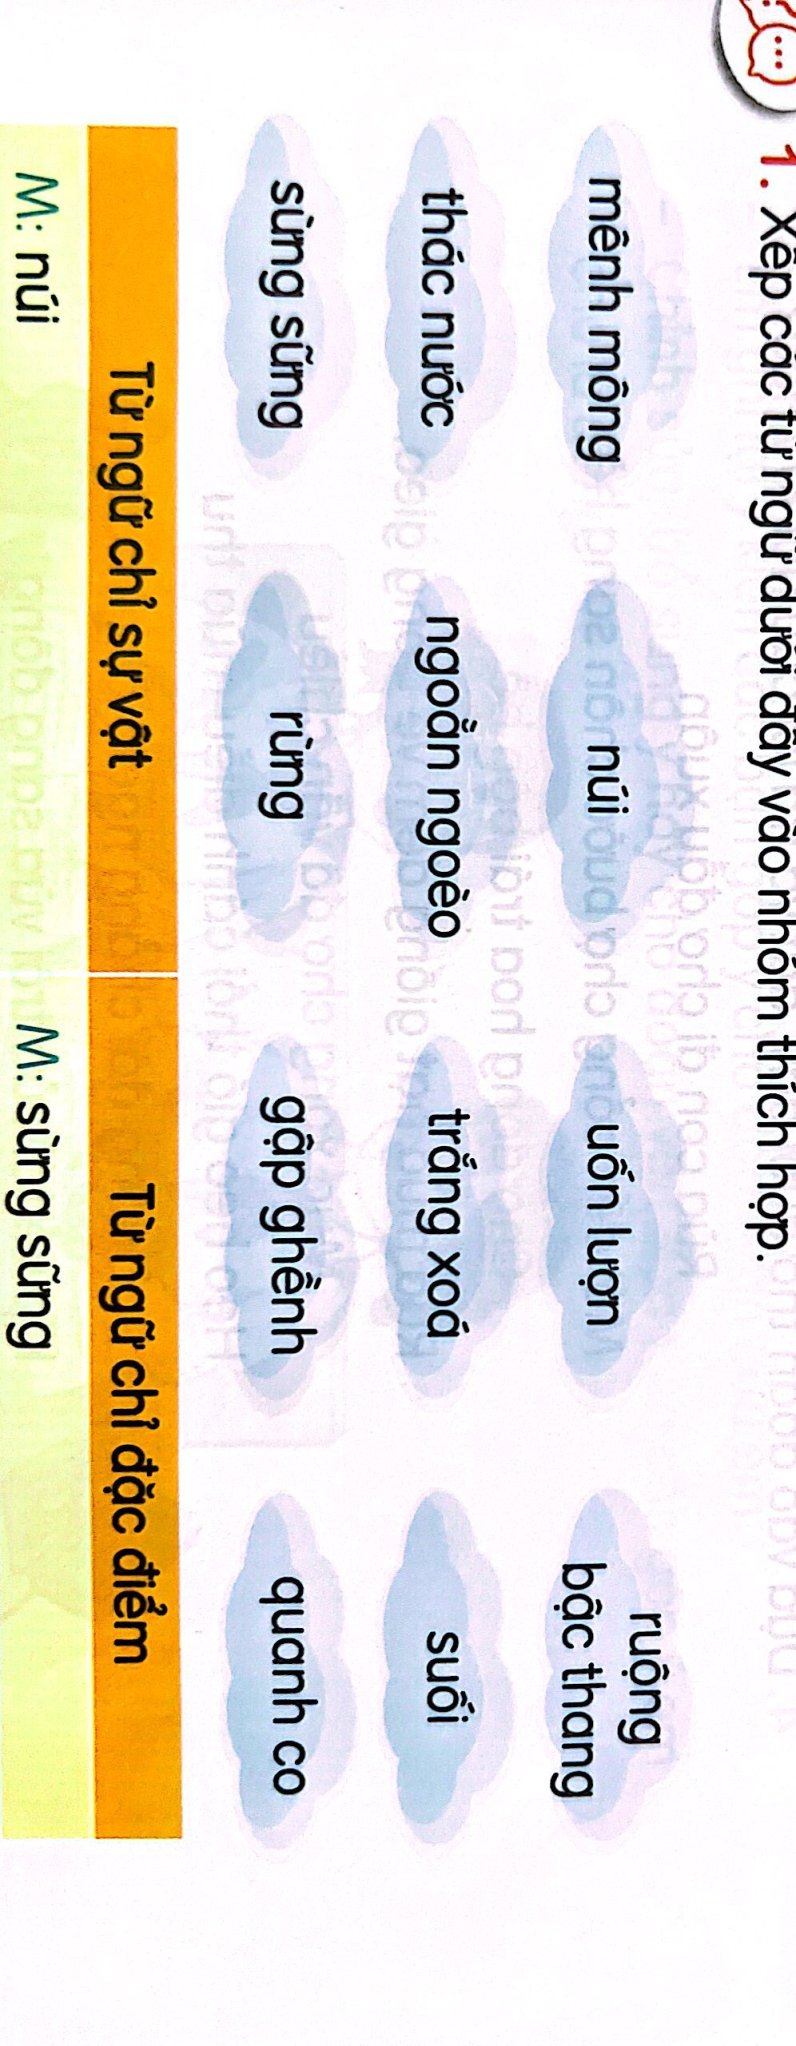 1. Xếp các từ ngữ dưới đây vào nhóm thích hợp.
mênh mông
núi
uốn lượn
ruộng
bậc thang
thác nước
ngoằn ngoèo
trắng xoá
suối
sừng sững
rừng
gập ghềnh
quanh co
Từ ngữ chỉ sự vật
Từ ngữ chỉ đặc điểm
M: núi
M: sừng sững